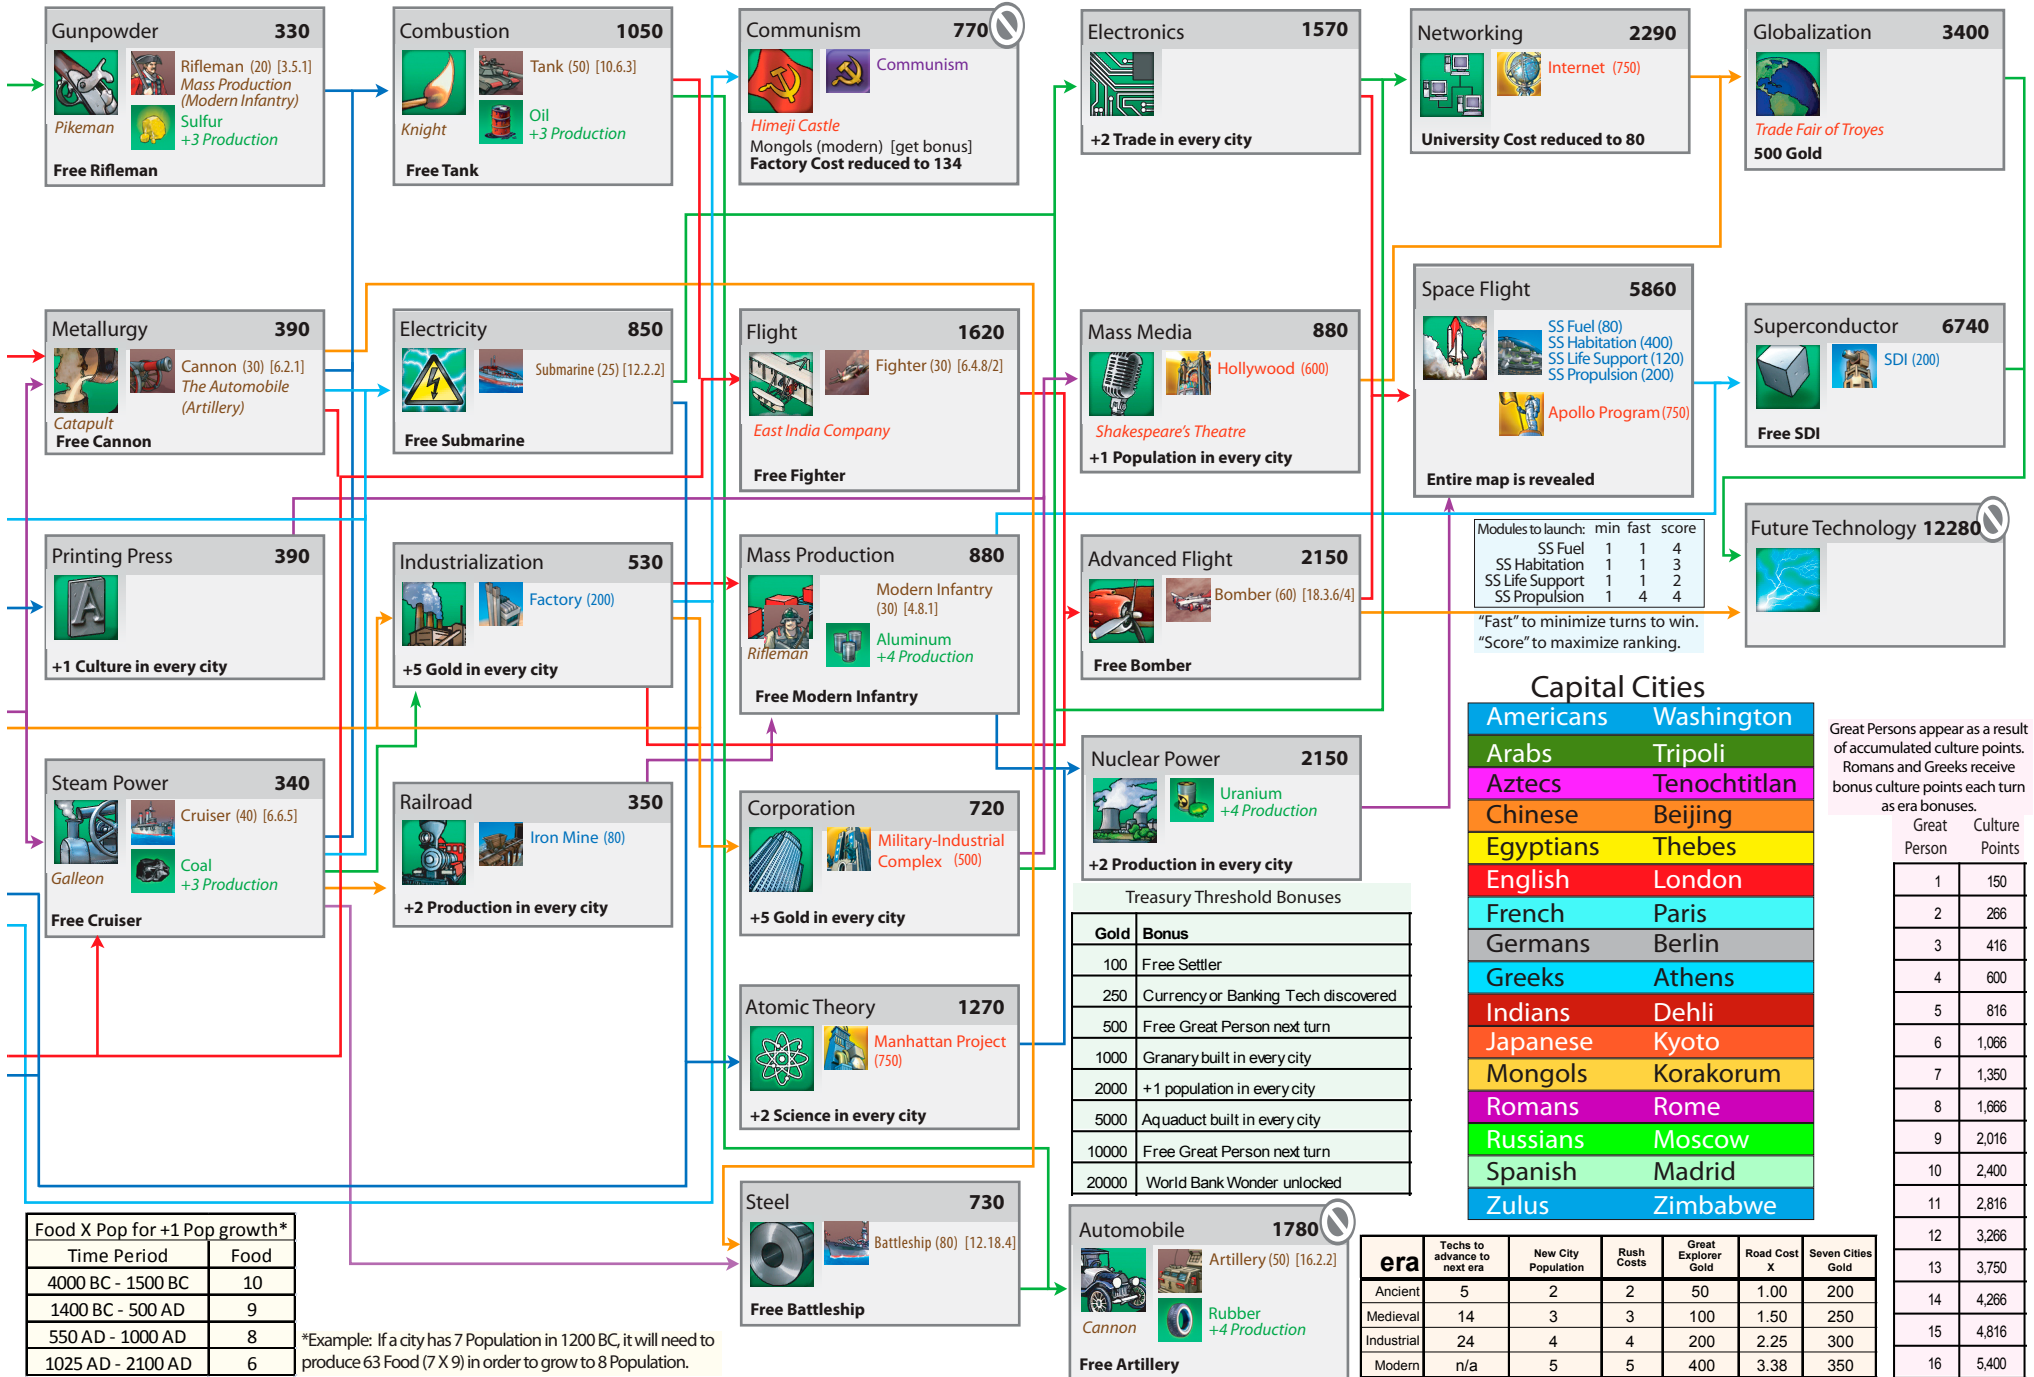 Gunpowder 330
Rifleman (20) [3.5.1]
Mass Production
(Modern Infantry)
Sulfur
+3 Production
Pikeman
Free Rifleman
Combustion 1050
Tank (50) [10.6.3]
Oil
+3 Production
Knight
Free Tank
Communism 770
Communism
Himeji Castle
Mongols (modern) [get bonus]
Factory Cost reduced to 134
Electronics 1570
+2 Trade in every city
Networking 2290
Internet (750)
University Cost reduced to 80
Globalization 3400
Trade Fair of Troyes
500 Gold
Metallurgy 390
Cannon (30) [6.2.1]
The Automobile
(Artillery)
Catapult
Free Cannon
Electricity 850
Submarine (25) [12.2.2]
Free Submarine
Flight 1620
Fighter (30) [6.4.8/2]
East India Company
Free Fighter
Mass Media 880
Hollywood (600)
Shakespeare's Theatre
+1 Population in every city
Space Flight 5860
SS Fuel (80)
SS Habitation (400)
SS Life Support (120)
SS Propulsion (200)
Apollo Program (750)
Entire map is revealed
Superconductor 6740
SDI (200)
Free SDI
Printing Press 390
A
+1 Culture in every city
Industrialization 530
Factory (200)
+5 Gold in every city
Mass Production 880
Modern Infantry
(30) [4.8.1]
Aluminum
+4 Production
Rifleman
Free Modern Infantry
Advanced Flight 2150
Bomber (60) [18.3.6/4]
Free Bomber
Modules to launch: min fast score
SS Fuel 1 1 4
SS Habitation 1 1 3
SS Life Support 1 1 2
SS Propulsion 1 4 4
"Fast" to minimize turns to win.
"Score" to maximize ranking.
Future Technology 12280
Steam Power 340
Cruiser (40) [6.6.5]
Coal
+3 Production
Galleon
Free Cruiser
Railroad 350
Iron Mine (80)
+2 Production in every city
Corporation 720
Military-Industrial
Complex (500)
+5 Gold in every city
Nuclear Power 2150
Uranium
+4 Production
+2 Production in every city
Atomic Theory 1270
Manhattan Project
(750)
+2 Science in every city
Steel 730
Battleship (80) [12.18.4]
Free Battleship
Automobile 1780
Artillery (50) [16.2.2]
Rubber
+4 Production
Cannon
Free Artillery
Treasury Threshold Bonuses
Gold Bonus
100 Free Settler
250 Currency or Banking Tech discovered
500 Free Great Person next turn
1000 Granary built in every city
2000 +1 population in every city
5000 Aquaduct built in every city
10000 Free Great Person next turn
20000 World Bank Wonder unlocked
Capital Cities
Americans Washington
Arabs Tripoli
Aztecs Tenochtitlan
Chinese Beijing
Egyptians Thebes
English London
French Paris
Germans Berlin
Greeks Athens
Indians Dehli
Japanese Kyoto
Mongols Korakorum
Romans Rome
Russians Moscow
Spanish Madrid
Zulus Zimbabwe
Great Persons appear as a result
of accumulated culture points.
Romans and Greeks receive
bonus culture points each turn
as era bonuses.
Great Culture
Person Points
1 150
2 266
3 416
4 600
5 816
6 1,066
7 1,350
8 1,666
9 2,016
10 2,400
11 2,816
12 3,266
13 3,750
14 4,266
15 4,816
16 5,400
Food X Pop for +1 Pop growth*
Time Period Food
4000 BC - 1500 BC 10
1400 BC - 500 AD 9
550 AD - 1000 AD 8
1025 AD - 2100 AD 6
*Example: If a city has 7 Population in 1200 BC, it will need to
produce 63 Food (7 X 9) in order to grow to 8 Population.
era Techs to advance to next era New City Population Rush Costs Great Explorer Gold Road Cost X Seven Cities Gold
Ancient 5 2 2 50 1.00 200
Medieval 14 3 3 100 1.50 250
Industrial 24 4 4 200 2.25 300
Modern n/a 5 5 400 3.38 350